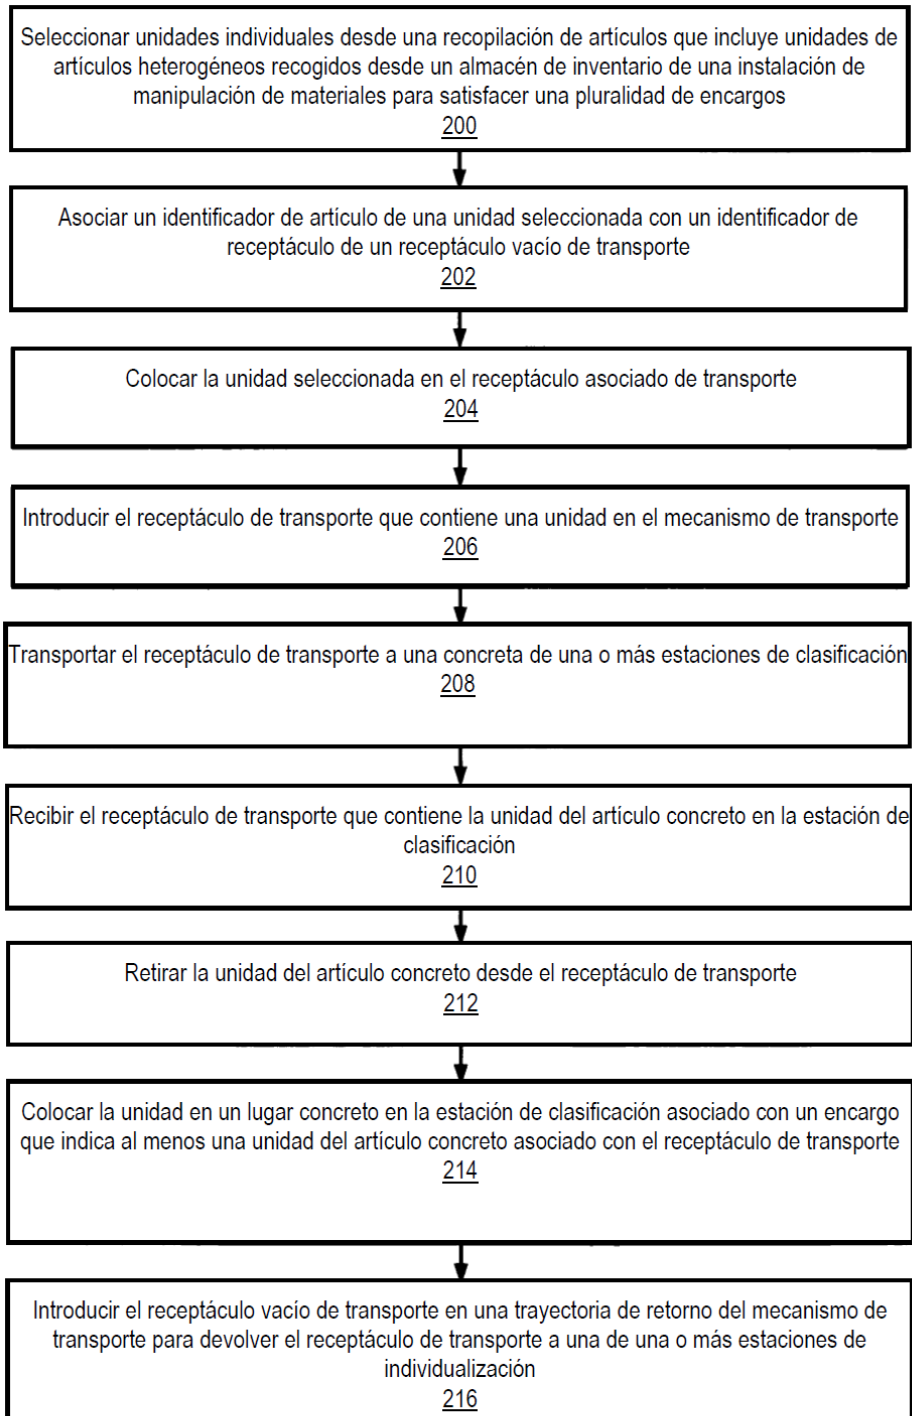 Seleccionar unidades individuales desde una recopilación de artículos que incluye unidades de
artículos heterogéneos recogidos desde un almacén de inventario de una instalación de
manipulación de materiales para satisfacer una pluralidad de encargos
200
Asociar un identificador de artículo de una unidad seleccionada con un identificador de
receptáculo de un receptáculo vacío de transporte
202
Colocar la unidad seleccionada en el receptáculo asociado de transporte
204
Introducir el receptáculo de transporte que contiene una unidad en el mecanismo de transporte
206
Transportar el receptáculo de transporte a una concreta de una o más estaciones de clasificación
208
Recibir el receptáculo de transporte que contiene la unidad del artículo concreto en la estación de
clasificación
210
Retirar la unidad del artículo concreto desde el receptáculo de transporte
212
Colocar la unidad en un lugar concreto en la estación de clasificación asociado con un encargo
que indica al menos una unidad del artículo concreto asociado con el receptáculo de transporte
214
Introducir el receptáculo vacío de transporte en una trayectoria de retorno del mecanismo de
transporte para devolver el receptáculo de transporte a una de una o más estaciones de
individualización
216